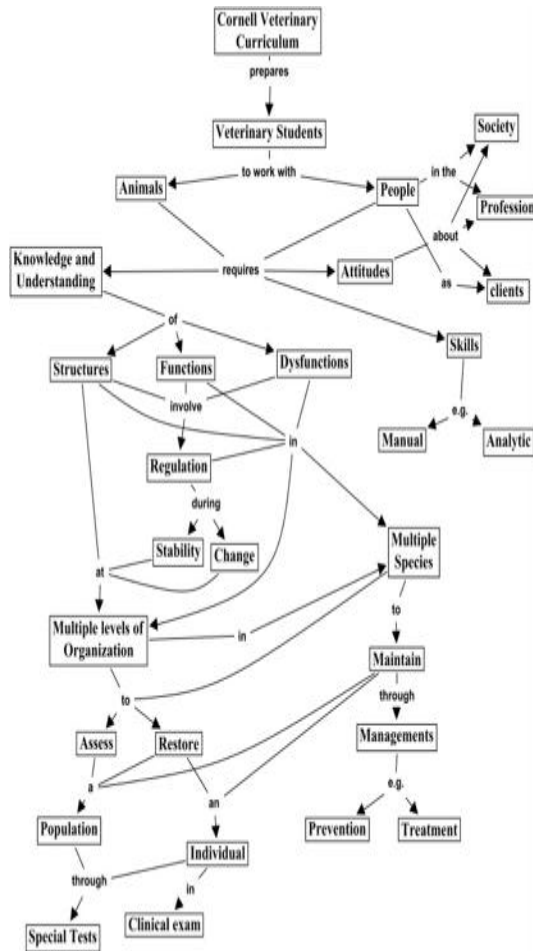 Cornell Veterinary
Curriculum
prepares
Veterinary Students
to work with
Society
Animals
People
in the
Profession
about
Knowledge and
Understanding
requires
Attitudes
as
clients
of
Structures
Functions
Dysfunctions
Skills
involve
e.g.
in
Manual
Analytic
Regulation
during
Stability
Change
Multiple
Species
at
Multiple levels of
Organization
in
to
Maintain
to
through
Assess
Restore
Managements
a
an
e.g.
Population
Prevention
Treatment
Individual
through
in
Special Tests
Clinical exam